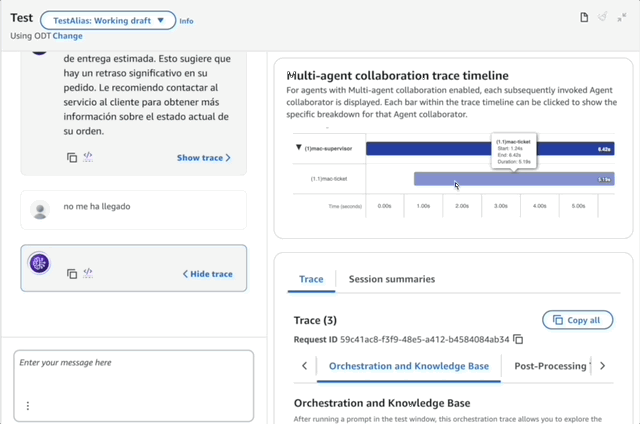 Test
TestAlias: Working draft
Info
Using ODT Change
de entrega estimada. Esto sugiere que
hay un retraso significativo en su
pedido. Le recomiendo contactar al
servicio al cliente para obtener más
información sobre el estado actual de
su orden.
Show trace
no me ha llegado
Hide trace
Enter your message here
Multi-agent collaboration trace timeline
For agents with Multi-agent collaboration enabled, each subsequently invoked Agent
collaborator is displayed. Each bar within the trace timeline can be clicked to show the
specific breakdown for that Agent collaborator.
(1)mac-supervisor
6.42s
(1.1)mac-ticket
Start: 1.24s
End: 6.42s
Duration: 5.19s
(1.1)mac-ticket
5.19s
Time (seconds)
0.00s
1.00s
2.00s
3.00s
4.00s
5.00s
Trace
Session summaries
Trace (3)
Copy all
Request ID 59c41ac8-f3f9-48e5-a412-b4584084ab34
Orchestration and Knowledge Base
Post-Processing
Orchestration and Knowledge Base
After running a prompt in the test window, this orchestration trace allows you to explore the